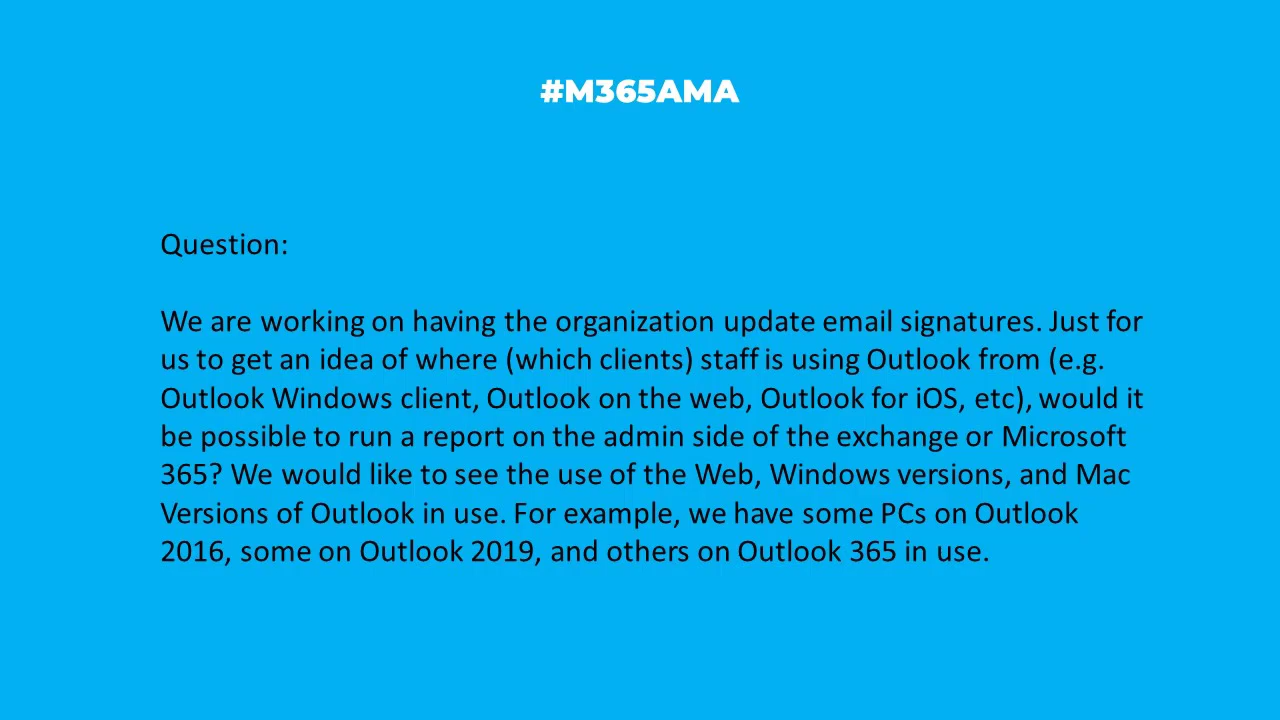 #M365AMA
Question:
We are working on having the organization update email signatures. Just for
us to get an idea of where (which clients) staff is using Outlook from (e.g.
Outlook Windows client, Outlook on the web, Outlook for iOS, etc), would it
be possible to run a report on the admin side of the exchange or Microsoft
365? We would like to see the use of the Web, Windows versions, and Mac
Versions of Outlook in use. For example, we have some PCs on Outlook
2016, some on Outlook 2019, and others on Outlook 365 in use.